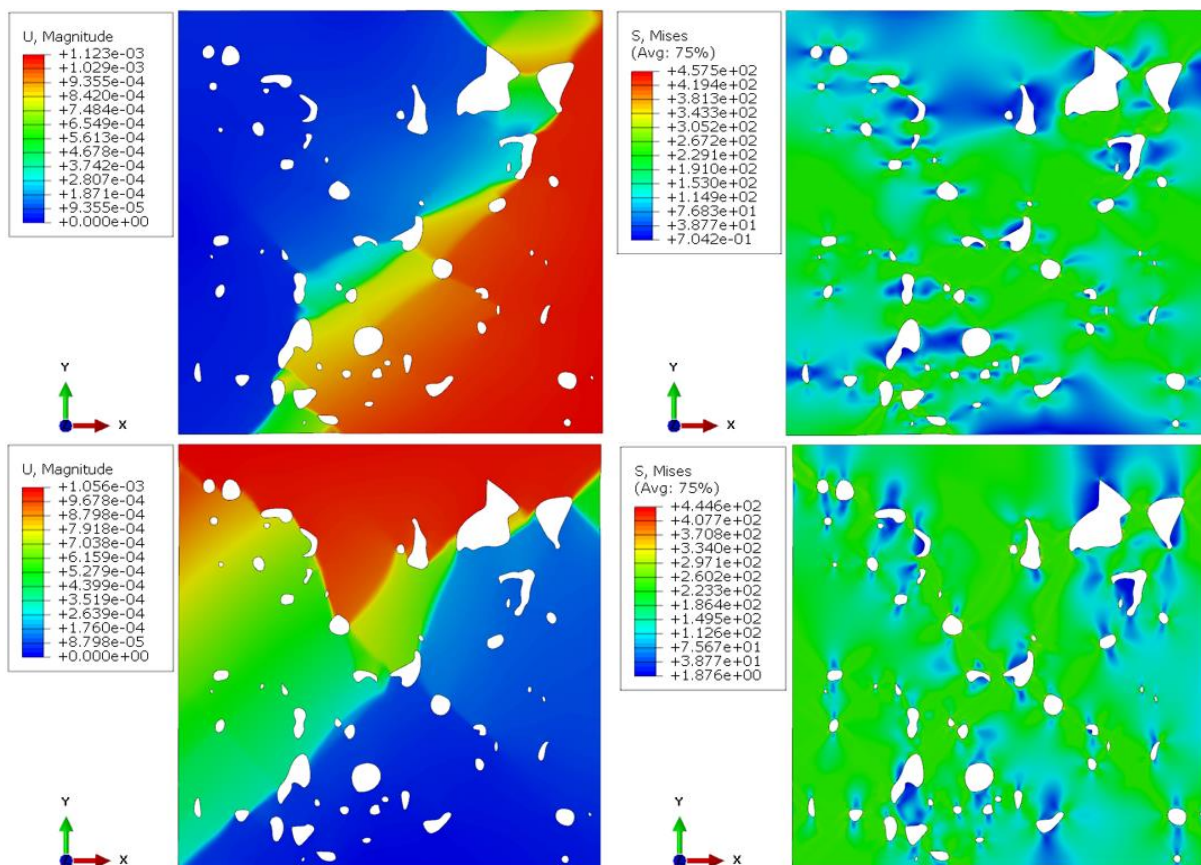 U, Magnitude
+1.123e-03
+1.029e-03
+9.355e-04
+8.420e-04
+7.484e-04
+6.549e-04
+5.613e-04
+4.678e-04
+3.742e-04
+2.807e-04
+1.871e-04
+9.355e-05
+0.000e+00
Y
X
S, Mises
(Avg: 75%)
+4.575e+02
+4.194e+02
+3.813e+02
+3.433e+02
+3.052e+02
+2.672e+02
+2.291e+02
+1.910e+02
+1.530e+02
+1.149e+02
+7.683e+01
+3.877e+01
+7.042e-01
Y
X
U, Magnitude
+1.056e-03
+9.678e-04
+8.798e-04
+7.918e-04
+7.039e-04
+6.159e-04
+5.279e-04
+4.399e-04
+3.519e-04
+2.639e-04
+1.760e-04
+8.798e-05
+0.000e+00
Y
X
S, Mises
(Avg: 75%)
+4.446e+02
+4.077e+02
+3.708e+02
+3.340e+02
+2.971e+02
+2.602e+02
+2.233e+02
+1.864e+02
+1.495e+02
+1.126e+02
+7.567e+01
+3.877e+01
+1.876e+00
Y
X